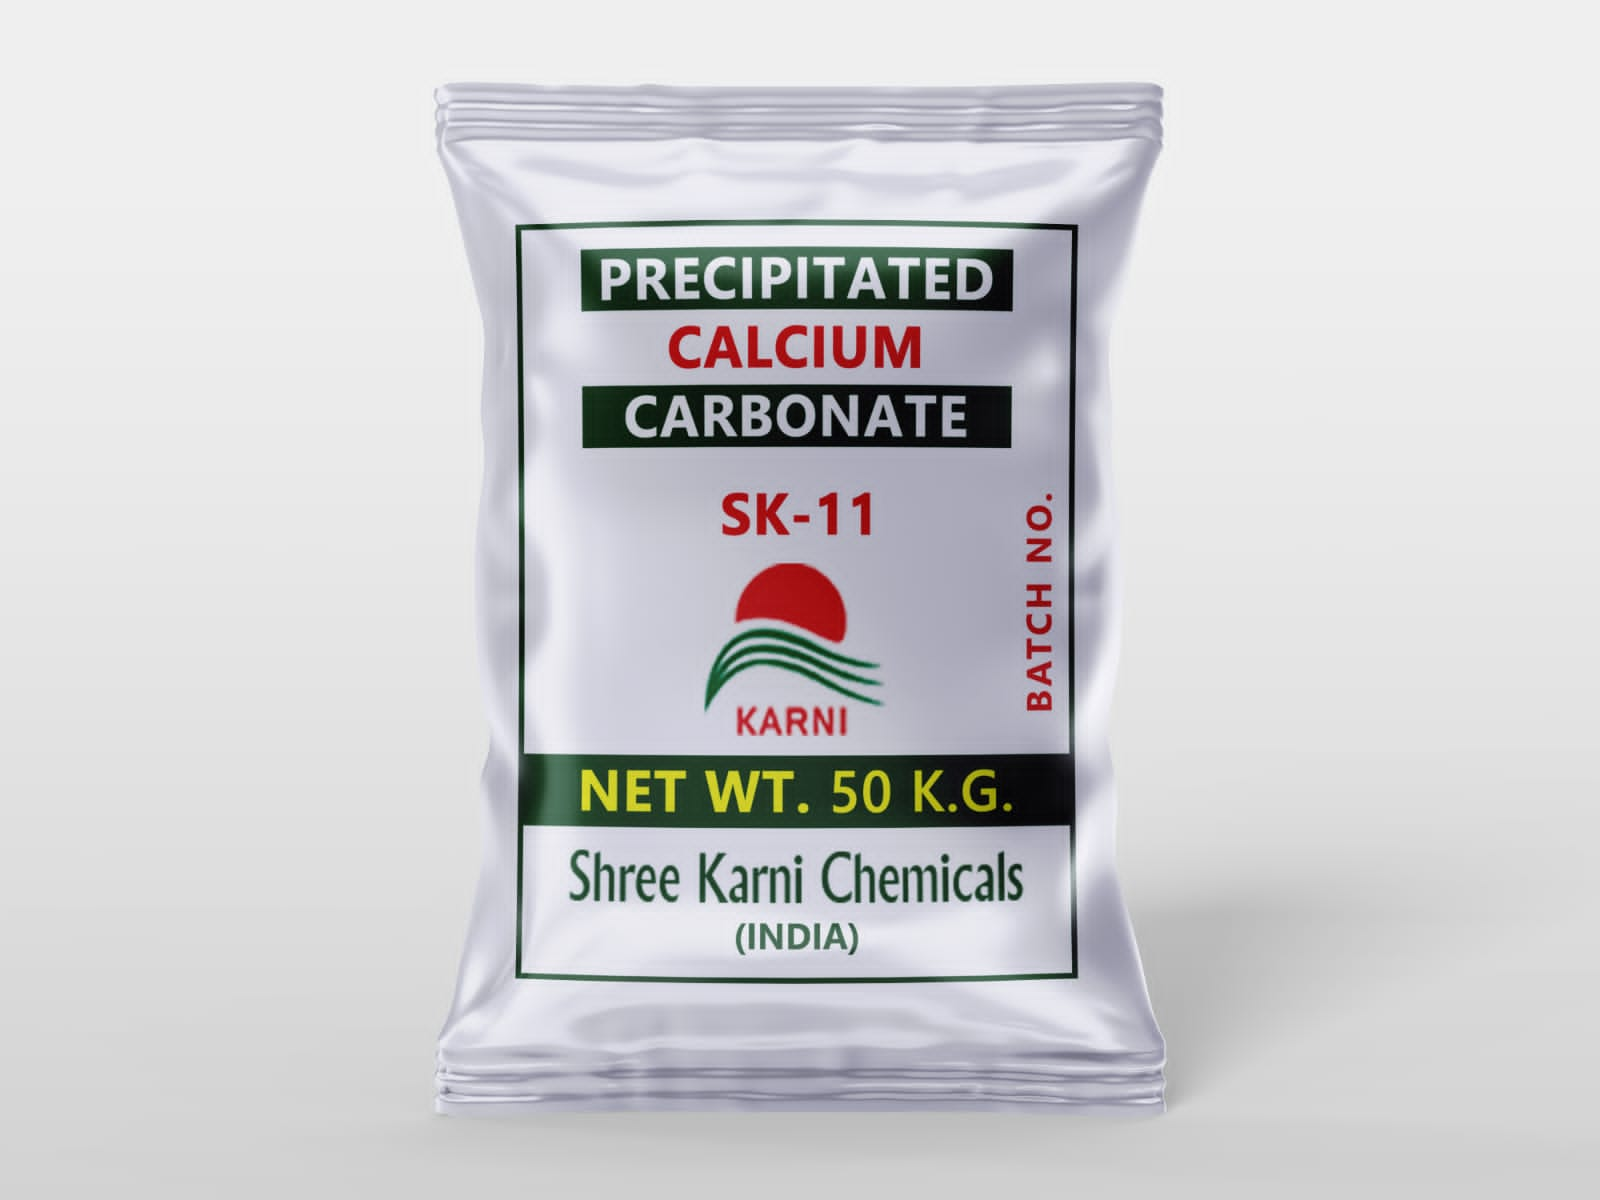 PRECIPITATED
CALCIUM
CARBONATE
SK-11
KARNI
BATCH NO.
NET WT. 50 K.G.
Shree Karni Chemicals
(INDIA)